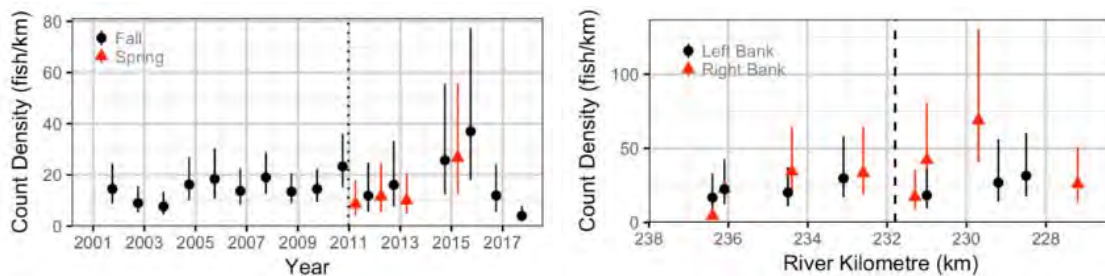 Count Density (fish/km)
80
60
40
20
0
Fall
Spring
2001 2003 2005 2007 2009 2011 2013 2015 2017
Year
Count Density (fish/km)
100
50
0
Left Bank
Right Bank
238 236 234 232 230 228
River Kilometre (km)